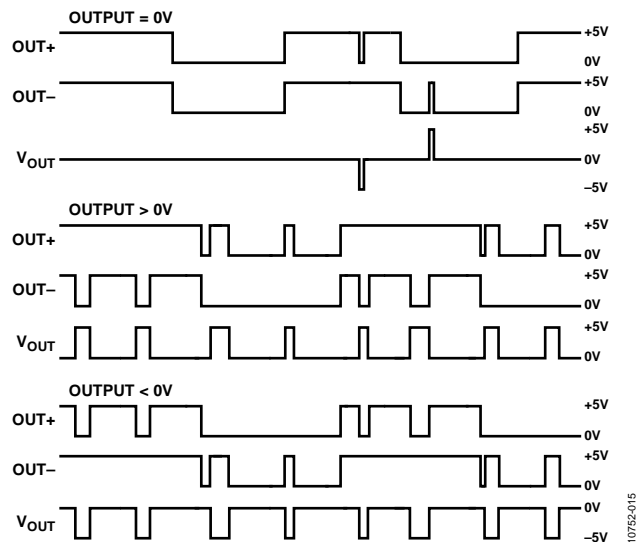 OUTPUT = 0V
OUT+
+5V
0V
OUT–
+5V
0V
VOUT
+5V
0V
–5V
OUTPUT > 0V
OUT+
+5V
0V
OUT–
+5V
0V
VOUT
+5V
0V
OUTPUT < 0V
OUT+
+5V
0V
OUT–
+5V
0V
VOUT
0V
–5V
10752-015